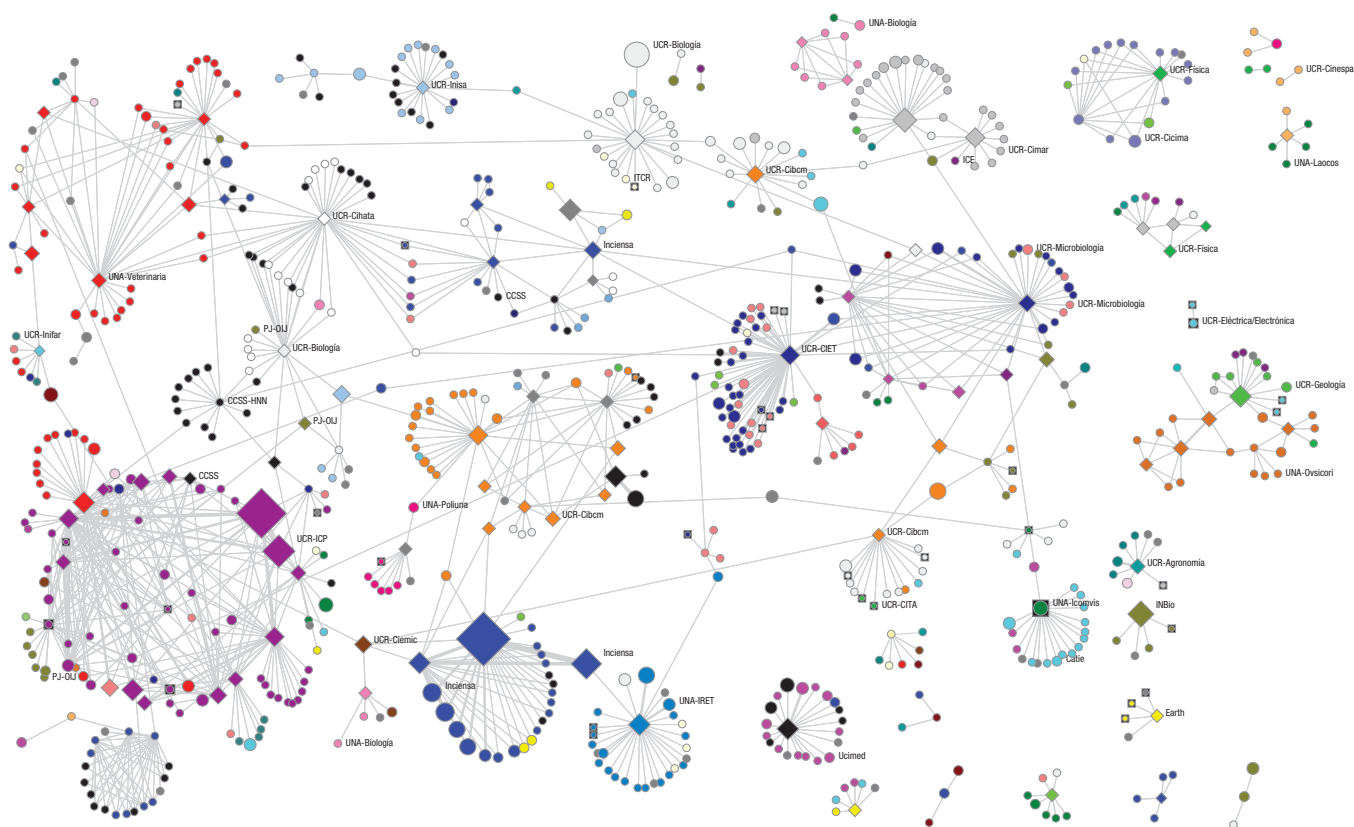 UNA-Biología
UCR-Biología
UCR-Física
UCR-Cinespa
UCR-Inisa
UCR-Cicima
UCR-Cimar
ICE
UNA-Laocos
UCR-Cibcm
ITCR
UCR-Cihata
Inciensa
UCR-Física
UCR-Microbiología
UNA-Veterinaria
CCSS
UCR-Microbiología
UCR-Eléctrica/Electrónica
PJ-OIJ
UCR-Inifar
UCR-Biología
UCR-CIET
UCR-Geología
CCSS-HNN
PJ-OIJ
UNA-Ovsicori
CCSS
UNA-Poliuna
UCR-Cibcm
UCR-Cibcm
UCR-ICP
UCR-Agronomía
UNA-Icomvis
UCR-CITA
INBio
UCR-Ciemic
Catie
PJ-OIJ
Inciensa
Inciensa
UNA-IRET
Earth
UNA-Biología
Ucimed